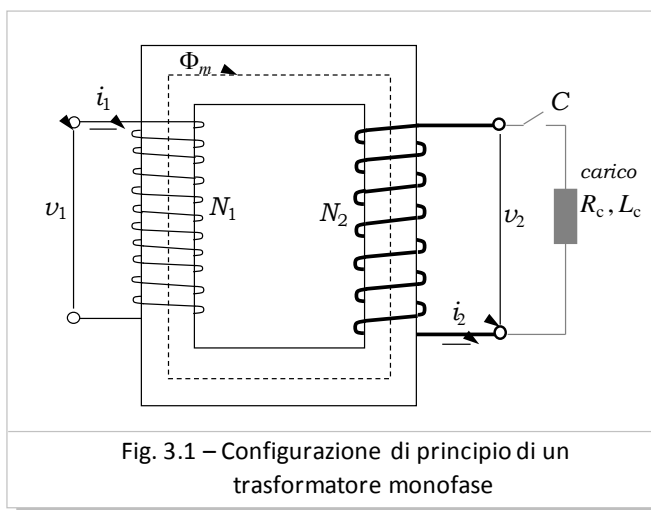 Φm
i1
C
carico
v1
N1
N2
v2
Rc, Lc
i2
Fig. 3.1 – Configurazione di principio di un
trasformatore monofase